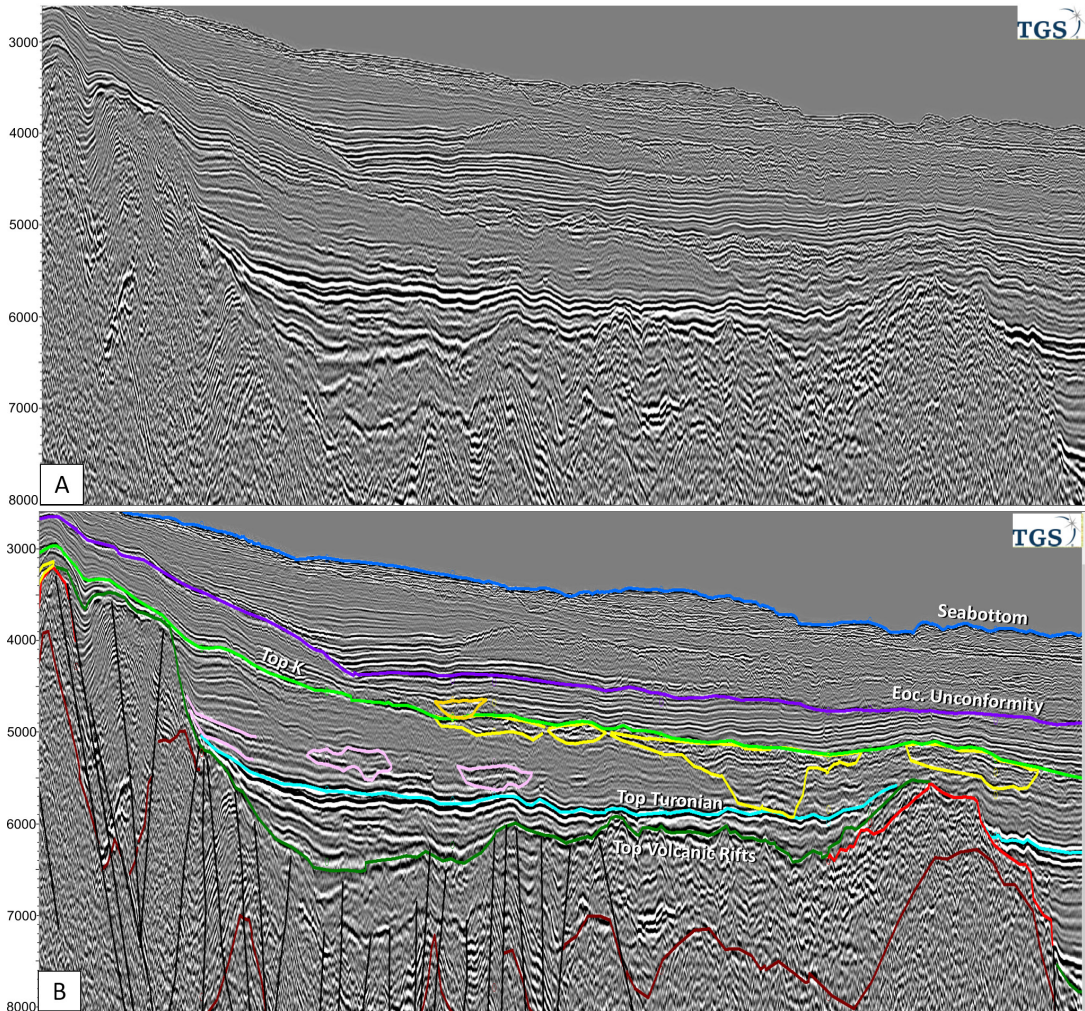 TGS
3000
4000
5000
6000
7000
8000
A
TGS
3000
4000
5000
6000
7000
8000
Seabottom
Top K
Eoc. Unconformity
Top Turonian
Top Volcanic Rifts
B